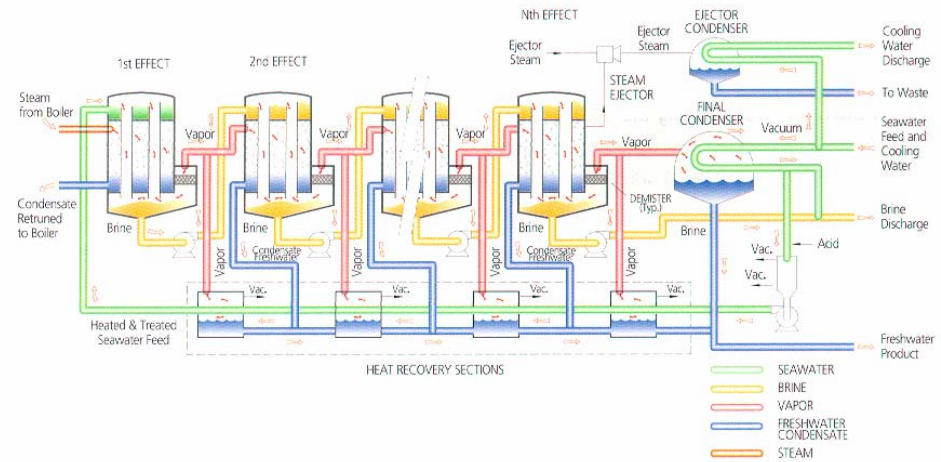 Nth EFFECT
EJECTOR
CONDENSER
Ejector
Steam
Ejector
Steam
Cooling
Water
Discharge
1st EFFECT
2nd EFFECT
STEAM
EJECTOR
To Waste
Steam
from Boiler
FINAL
CONDENSER
Vapor
Vapor
Vapor
Vapor
Vacuum
Seawater
Feed and
Cooling
Water
Condensate
Retruned
to Boiler
DEMISTER
(Typ.)
Brine
Brine
Brine
Brine
Brine
Brine
Discharge
Condensate
Freshwater
Condensate
Freshwater
Vapor
Vapor
Vapor
Vapor
Acid
Vac.
Vac.
Vac.
Vac.
Vac.
Vac.
Heated & Treated
Seawater Feed
Freshwater
Product
HEAT RECOVERY SECTIONS
SEAWATER
BRINE
VAPOR
FRESHWATER
CONDENSATE
STEAM